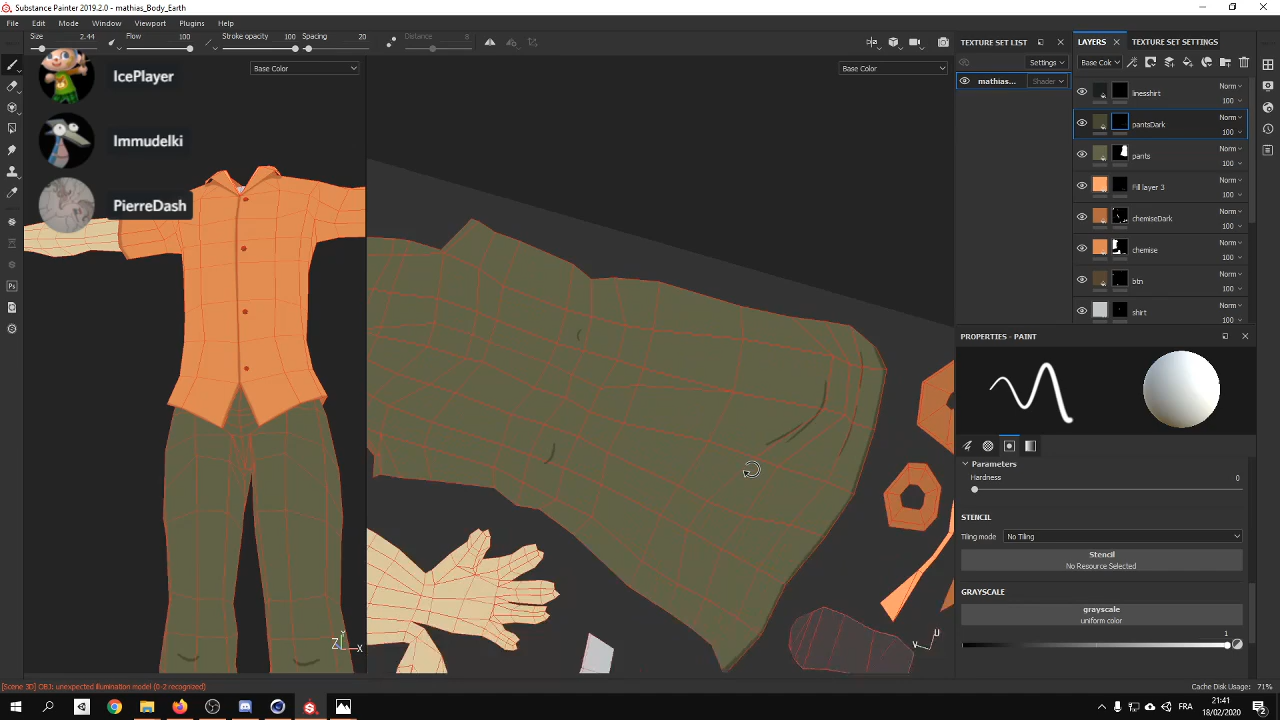 Substance Painter 2019.2.0 - mathias_Body_Earth
File Edit Mode Window Viewport Plugins Help
Size 2.44 Flow 100 Stroke opacity 100 Spacing 20 Distance 8
TEXTURE SET LIST
LAYERS TEXTURE SET SETTINGS
Settings
Base Col
Base Color
Base Color
IcePlayer
Immudelki
PierreDash
mathias... Shader
linesshirt Norm 100
pantsDark Norm 100
pants Norm 100
Fill layer 3 Norm 100
chemiseDark Norm 100
chemise Norm 100
btn Norm 100
shirt Norm 100
PROPERTIES - PAINT
Parameters
Hardness 0
STENCIL
Tiling mode No Tiling
Stencil
No Resource Selected
GRAYSCALE
grayscale
uniform color
1
Y
Z X
U
V
[Scene 3D] OBJ: unexpected illumination model (0-2 recognized)
Cache Disk Usage: 71%
FRA
21:41
18/02/2020
2